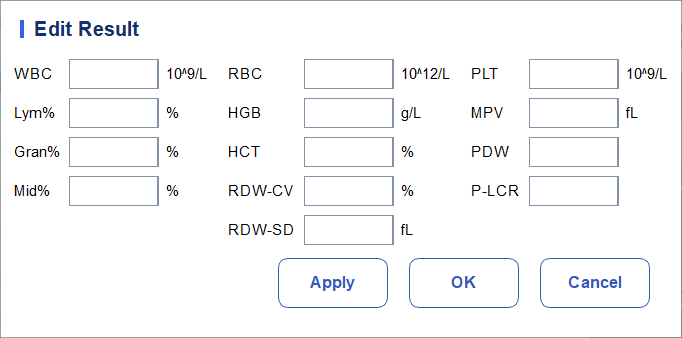 Edit Result
WBC 10^9/L RBC 10^12/L PLT 10^9/L
Lym% % HGB g/L MPV fL
Gran% % HCT % PDW
Mid% % RDW-CV % P-LCR
RDW-SD fL
Apply OK Cancel